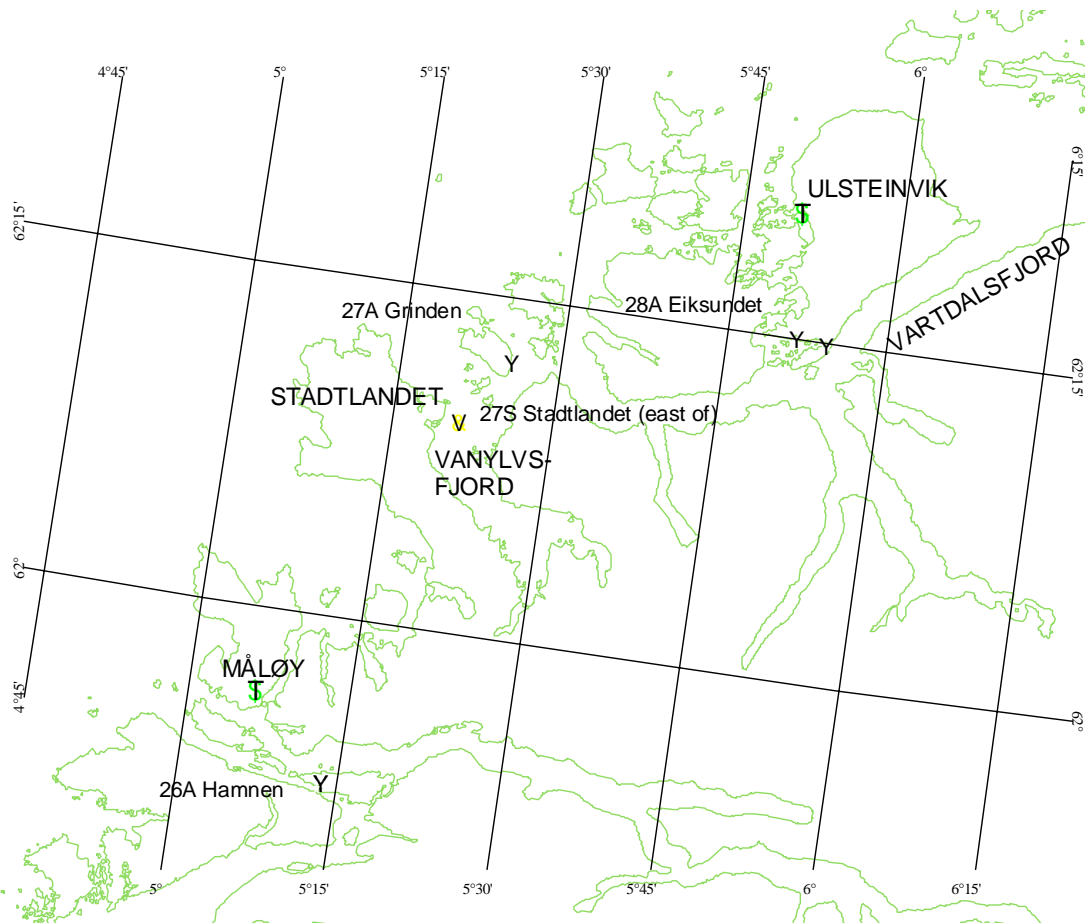 4°45'
5°
5°15'
5°30'
5°45'
6°
6°15'
ULSTEINVIK
S T
62°15'
VARTDALSFJORD
27A Grinden
28A Eiksundet
Y
Y
Y
62°15'
STADTLANDET
27S Stadtlandet (east of)
V
VANYLVS-
FJORD
62°
MÅLØY
S T
4°45'
62°
26A Hamnen
Y
5°
5°15'
5°30'
5°45'
6°
6°15'